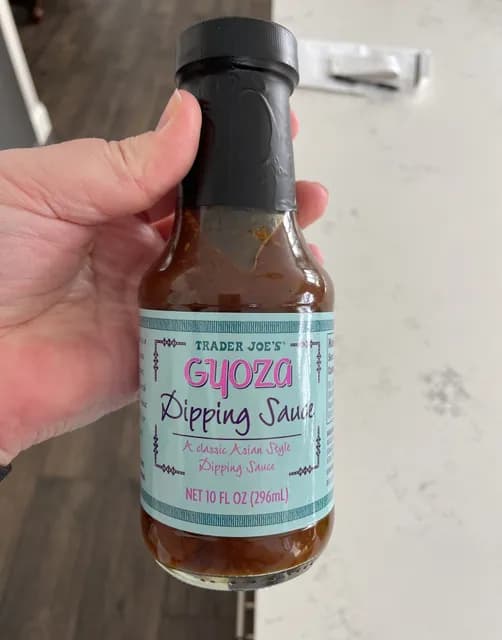 TRADER JOE'S®
GYOZA
Dipping Sauce
A classic Asian Style
Dipping Sauce
NET 10 FL OZ (296mL)